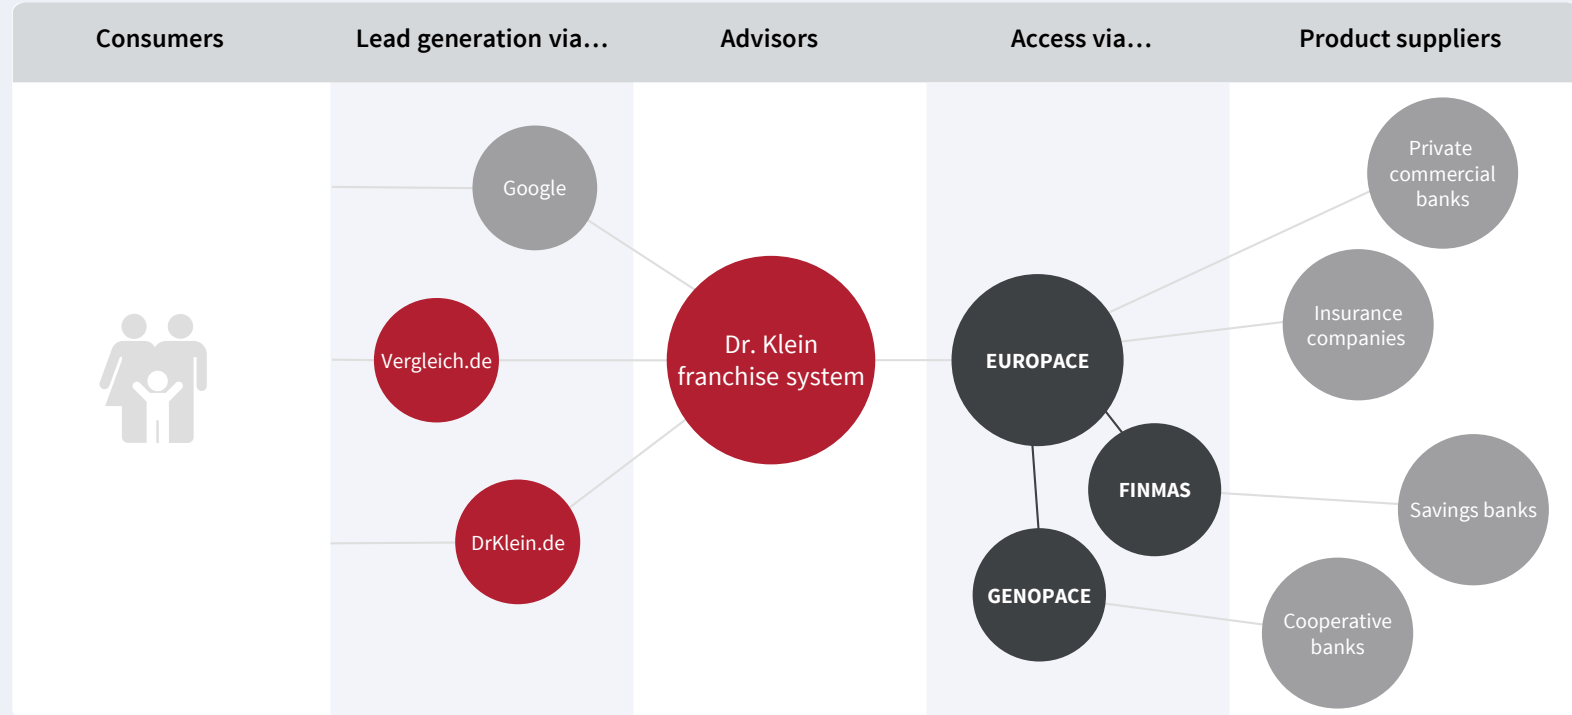 Consumers
Lead generation via…
Advisors
Access via…
Product suppliers
Google
Vergleich.de
DrKlein.de
Dr. Klein
franchise system
EUROPACE
FINMAS
GENOPACE
Private
commercial
banks
Insurance
companies
Savings banks
Cooperative
banks